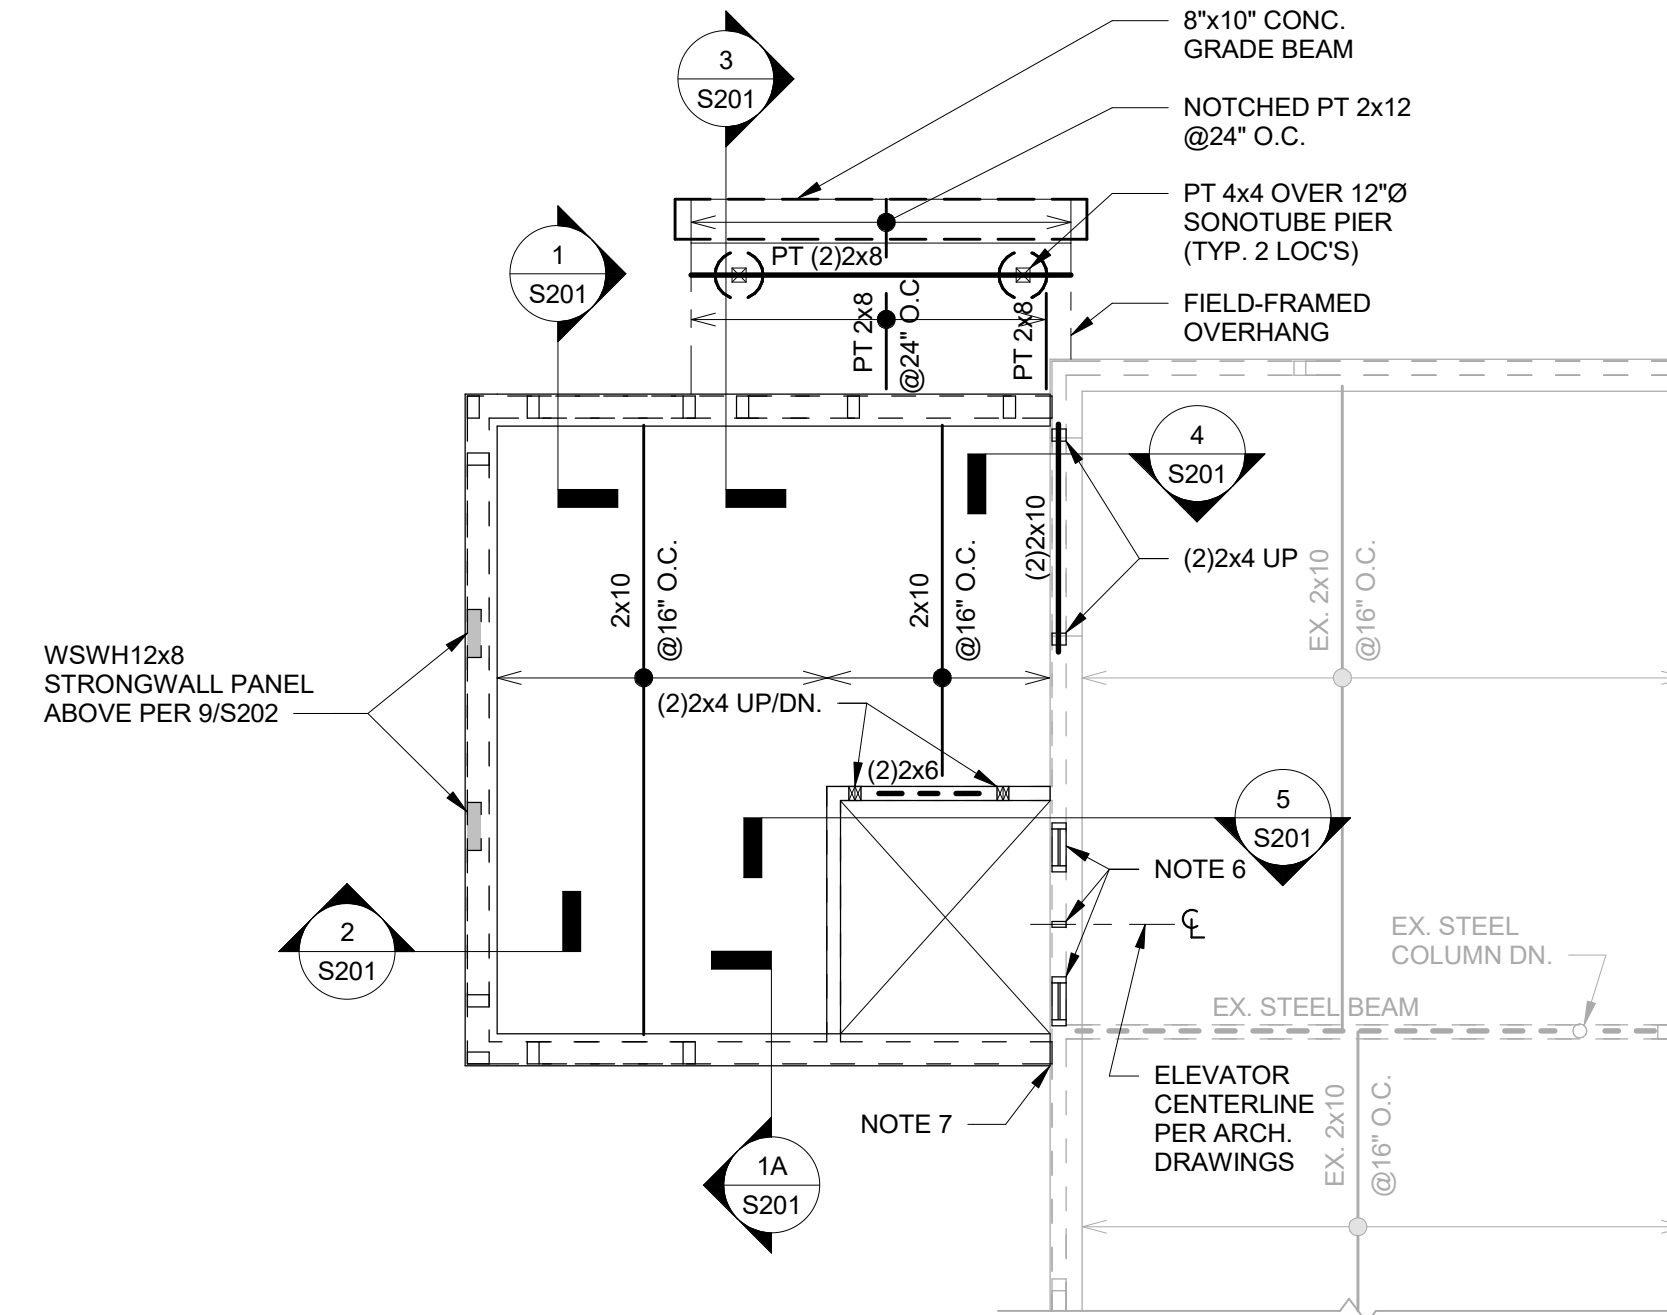 8"x10" CONC.
GRADE BEAM
3
S201
NOTCHED PT 2x12
@24" O.C.
PT 4x4 OVER 12"Ø
SONOTUBE PIER
(TYP. 2 LOC'S)
1
S201
PT (2)2x8
FIELD-FRAMED
OVERHANG
PT 2x8
@24" O.C
PT 2x8
4
S201
2x10
@16" O.C.
2x10
@16" O.C.
(2)2x10
(2)2x4 UP
EX. 2x10
@16" O.C.
WSWH12x8
STRONGWALL PANEL
ABOVE PER 9/S202
(2)2x4 UP/DN.
(2)2x6
5
S201
NOTE 6
2
S201
℄
EX. STEEL
COLUMN DN.
EX. STEEL BEAM
ELEVATOR
CENTERLINE
PER ARCH.
DRAWINGS
NOTE 7
EX. 2x10
@16" O.C.
1A
S201